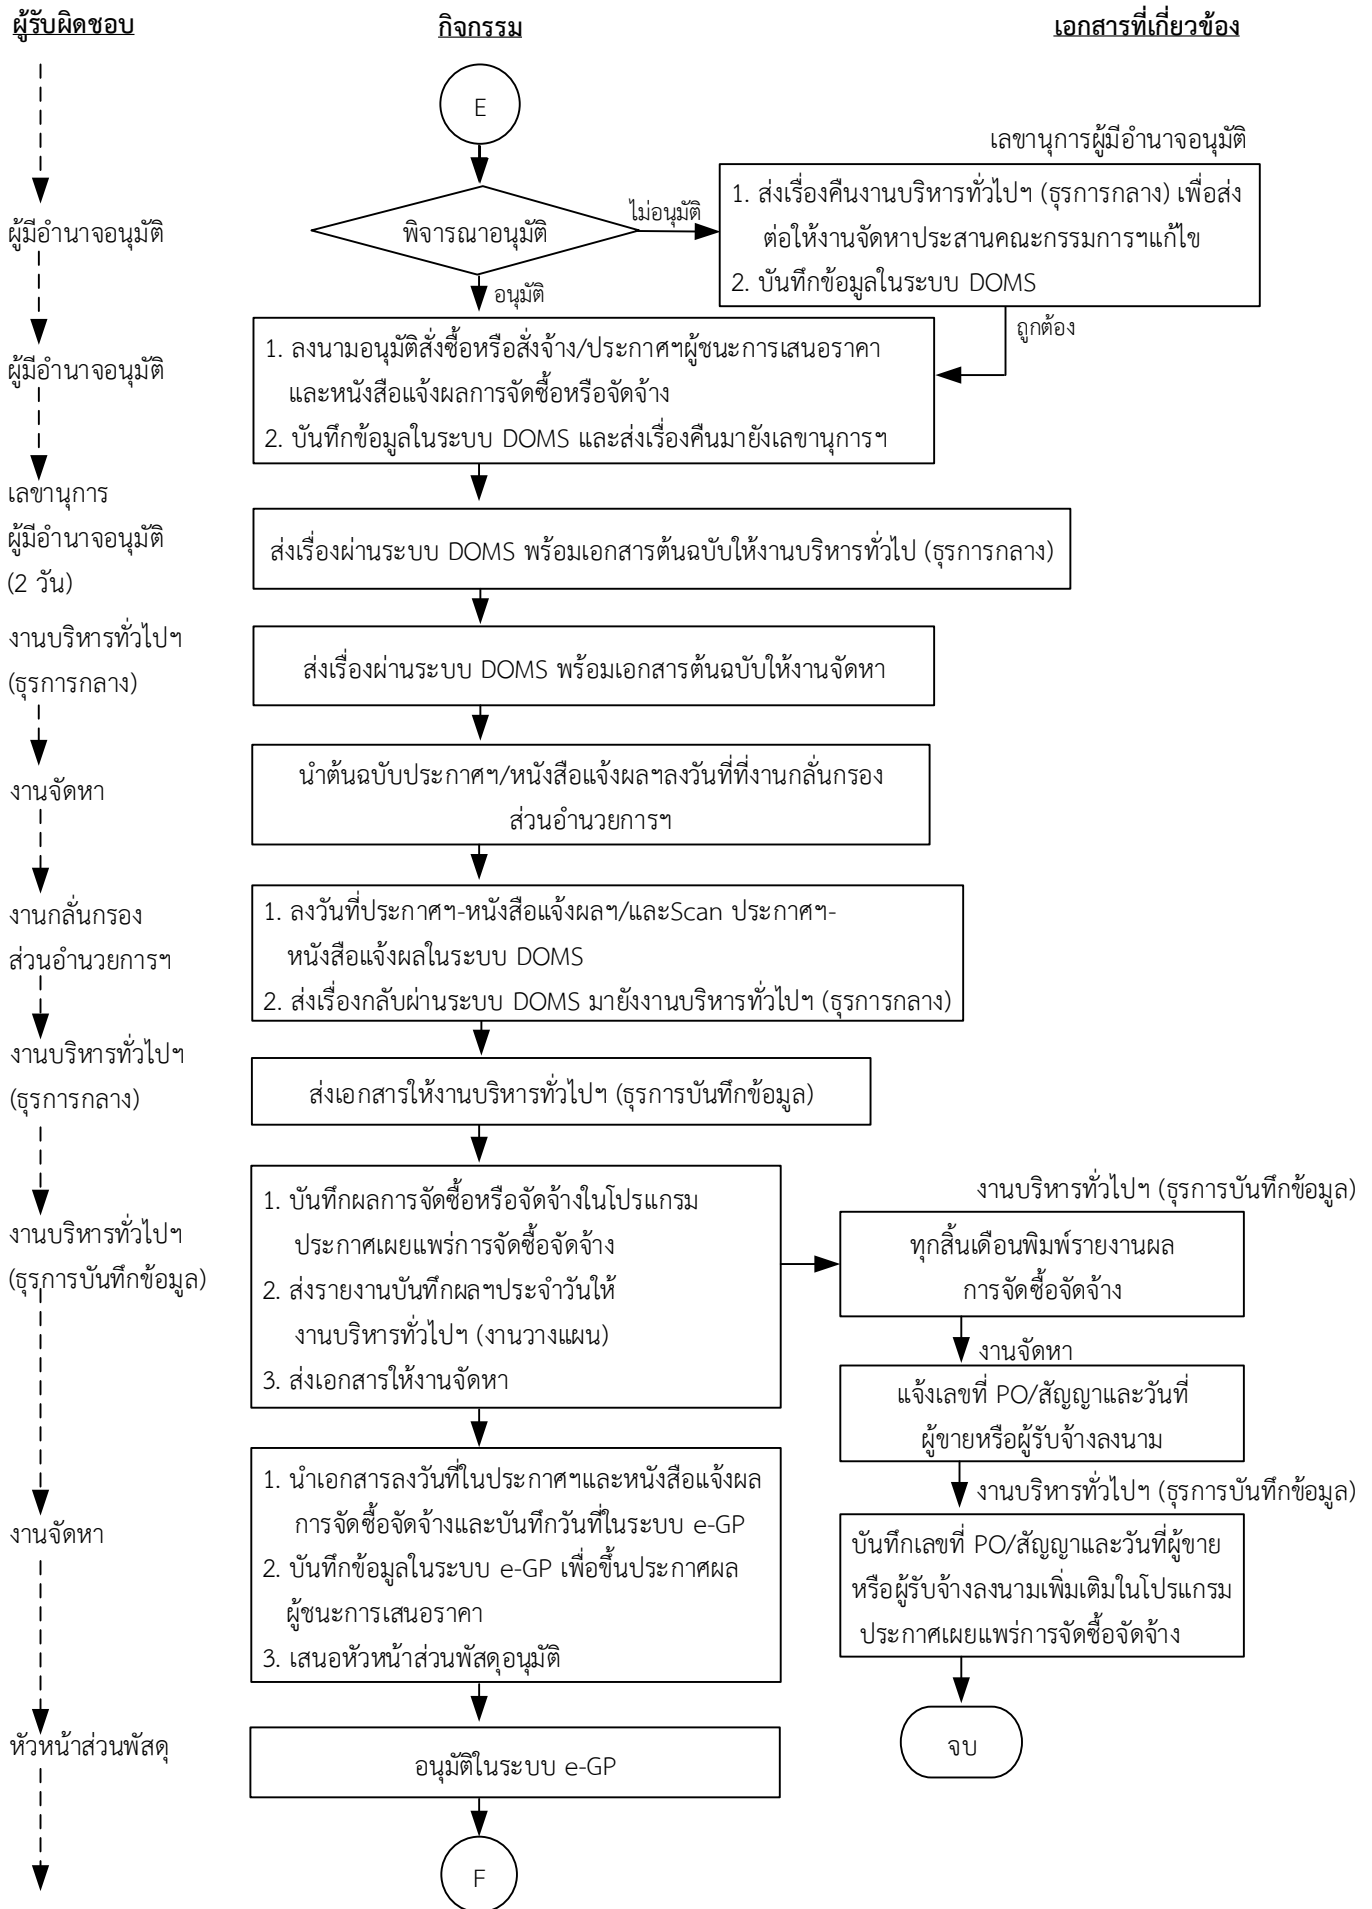 ผู้รับผิดชอบ
กิจกรรม
เอกสารที่เกี่ยวข้อง
E
เลขานุการผู้มีอำนาจอนุมัติ
ผู้มีอำนาจอนุมัติ
พิจารณาอนุมัติ
ไม่อนุมัติ
1. ส่งเรื่องคืนงานบริหารทั่วไปฯ (ธุรการกลาง) เพื่อส่ง
ต่อให้งานจัดหาประสานคณะกรรมการฯแก้ไข
2. บันทึกข้อมูลในระบบ DOMS
อนุมัติ
ถูกต้อง
ผู้มีอำนาจอนุมัติ
1. ลงนามอนุมัติสั่งซื้อหรือสั่งจ้าง/ประกาศฯผู้ชนะการเสนอราคา
และหนังสือแจ้งผลการจัดซื้อหรือจัดจ้าง
2. บันทึกข้อมูลในระบบ DOMS และส่งเรื่องคืนมายังเลขานุการฯ
เลขานุการ
ผู้มีอำนาจอนุมัติ
(2 วัน)
ส่งเรื่องผ่านระบบ DOMS พร้อมเอกสารต้นฉบับให้งานบริหารทั่วไป (ธุรการกลาง)
งานบริหารทั่วไปฯ
(ธุรการกลาง)
ส่งเรื่องผ่านระบบ DOMS พร้อมเอกสารต้นฉบับให้งานจัดหา
งานจัดหา
นำต้นฉบับประกาศฯ/หนังสือแจ้งผลฯลงวันที่ที่งานกลั่นกรอง
ส่วนอำนวยการฯ
งานกลั่นกรอง
ส่วนอำนวยการฯ
1. ลงวันที่ประกาศฯ-หนังสือแจ้งผลฯ/และScan ประกาศฯ-
หนังสือแจ้งผลในระบบ DOMS
2. ส่งเรื่องกลับผ่านระบบ DOMS มายังงานบริหารทั่วไปฯ (ธุรการกลาง)
งานบริหารทั่วไปฯ
(ธุรการกลาง)
ส่งเอกสารให้งานบริหารทั่วไปฯ (ธุรการบันทึกข้อมูล)
งานบริหารทั่วไปฯ
(ธุรการบันทึกข้อมูล)
1. บันทึกผลการจัดซื้อหรือจัดจ้างในโปรแกรม
ประกาศเผยแพร่การจัดซื้อจัดจ้าง
2. ส่งรายงานบันทึกผลฯประจำวันให้
งานบริหารทั่วไปฯ (งานวางแผน)
3. ส่งเอกสารให้งานจัดหา
งานบริหารทั่วไปฯ (ธุรการบันทึกข้อมูล)
ทุกสิ้นเดือนพิมพ์รายงานผล
การจัดซื้อจัดจ้าง
งานจัดหา
แจ้งเลขที่ PO/สัญญาและวันที่
ผู้ขายหรือผู้รับจ้างลงนาม
งานบริหารทั่วไปฯ (ธุรการบันทึกข้อมูล)
บันทึกเลขที่ PO/สัญญาและวันที่ผู้ขาย
หรือผู้รับจ้างลงนามเพิ่มเติมในโปรแกรม
ประกาศเผยแพร่การจัดซื้อจัดจ้าง
จบ
งานจัดหา
1. นำเอกสารลงวันที่ในประกาศฯและหนังสือแจ้งผล
การจัดซื้อจัดจ้างและบันทึกวันที่ในระบบ e-GP
2. บันทึกข้อมูลในระบบ e-GP เพื่อขึ้นประกาศผล
ผู้ชนะการเสนอราคา
3. เสนอหัวหน้าส่วนพัสดุอนุมัติ
หัวหน้าส่วนพัสดุ
อนุมัติในระบบ e-GP
F